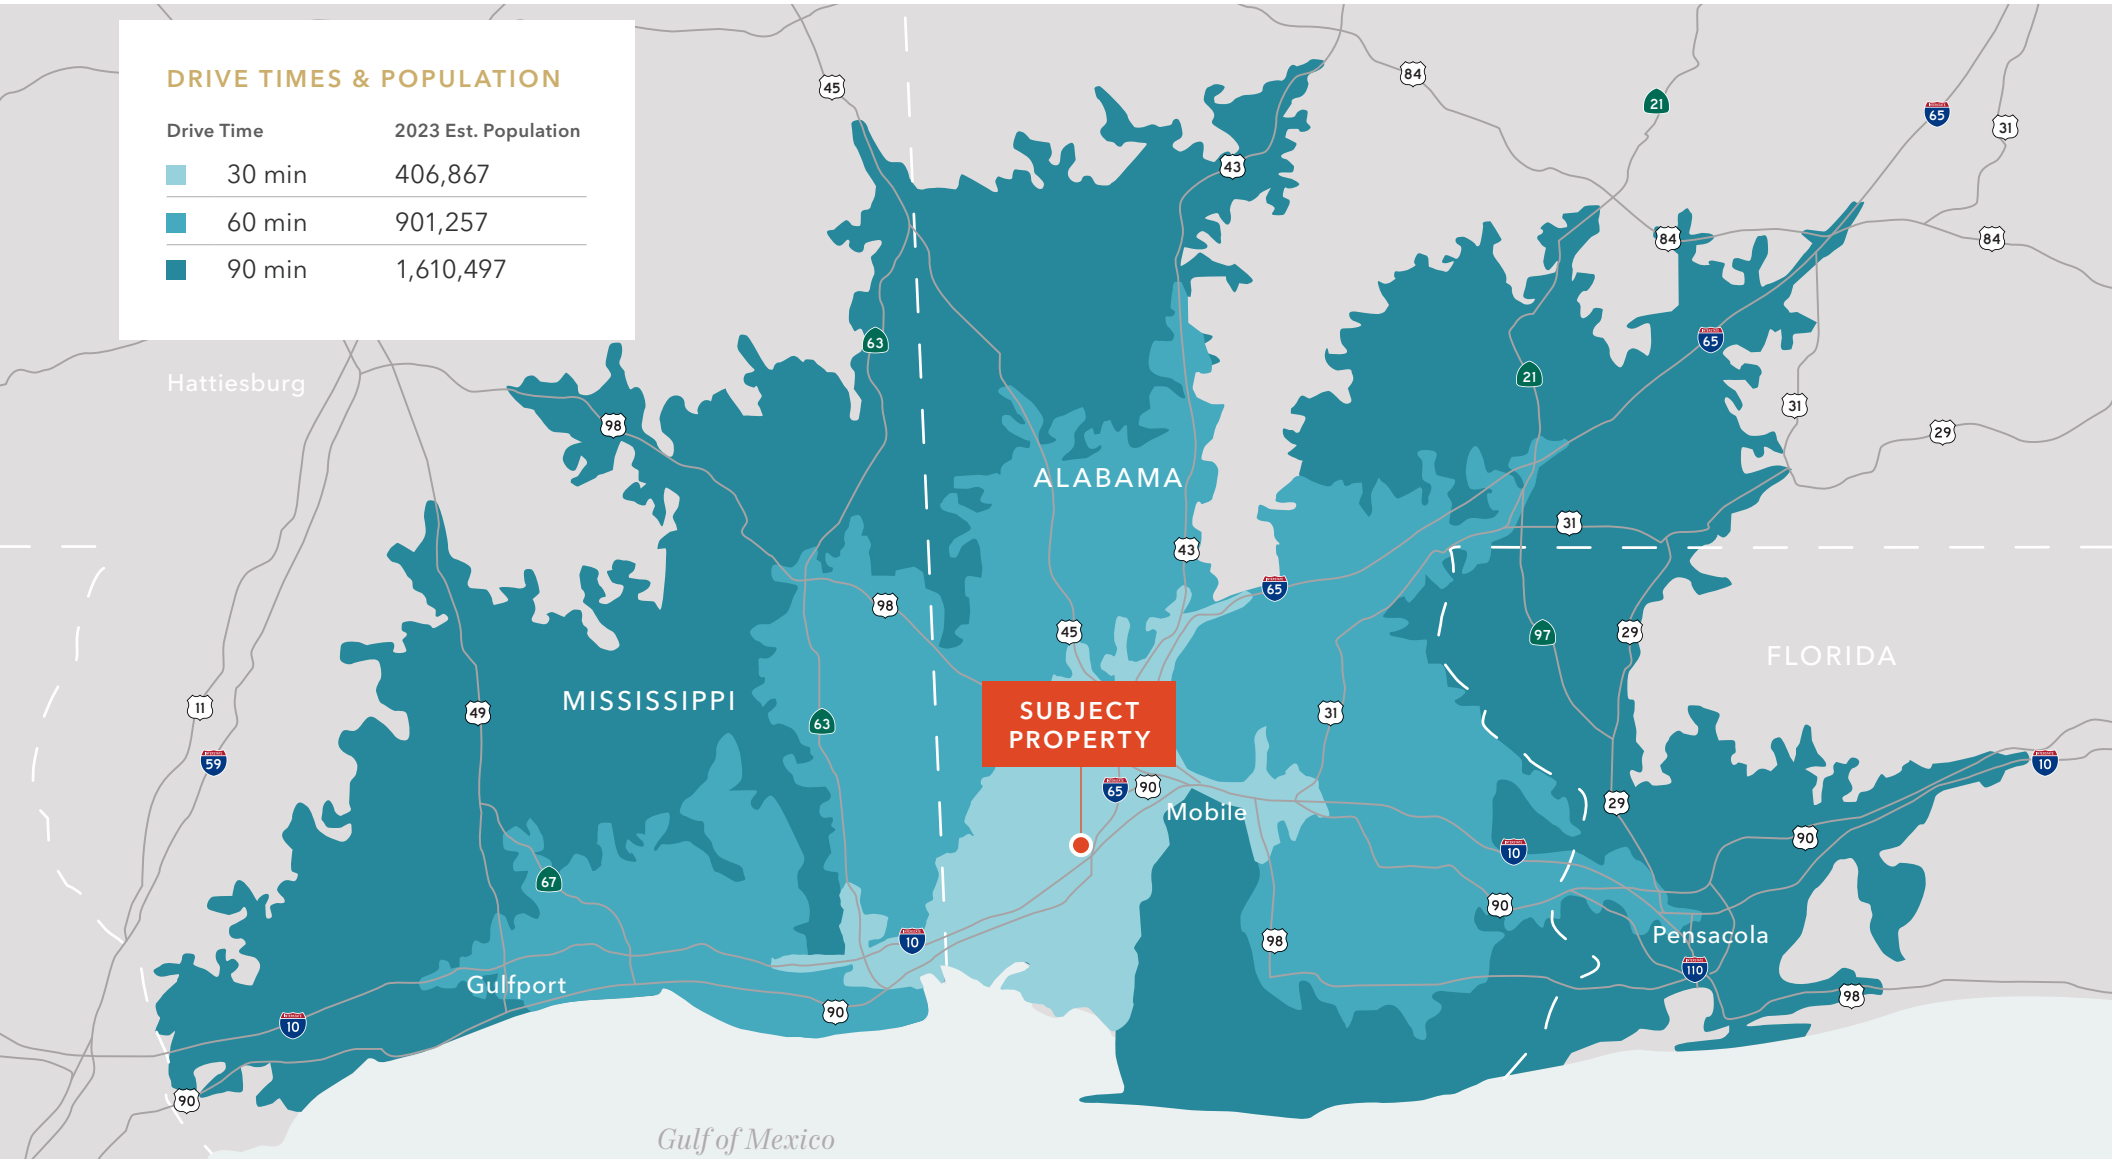 DRIVE TIMES & POPULATION
Drive Time 2023 Est. Population
30 min 406,867
60 min 901,257
90 min 1,610,497
45
84
21
65
31
43
84
84
63
65
21
31
29
Hattiesburg
98
ALABAMA
31
43
65
98
45
97
29
FLORIDA
MISSISSIPPI
11
49
63
SUBJECT
PROPERTY
31
59
10
65
90
Mobile
29
90
10
67
90
98
10
Pensacola
110
Gulfport
98
90
10
90
Gulf of Mexico